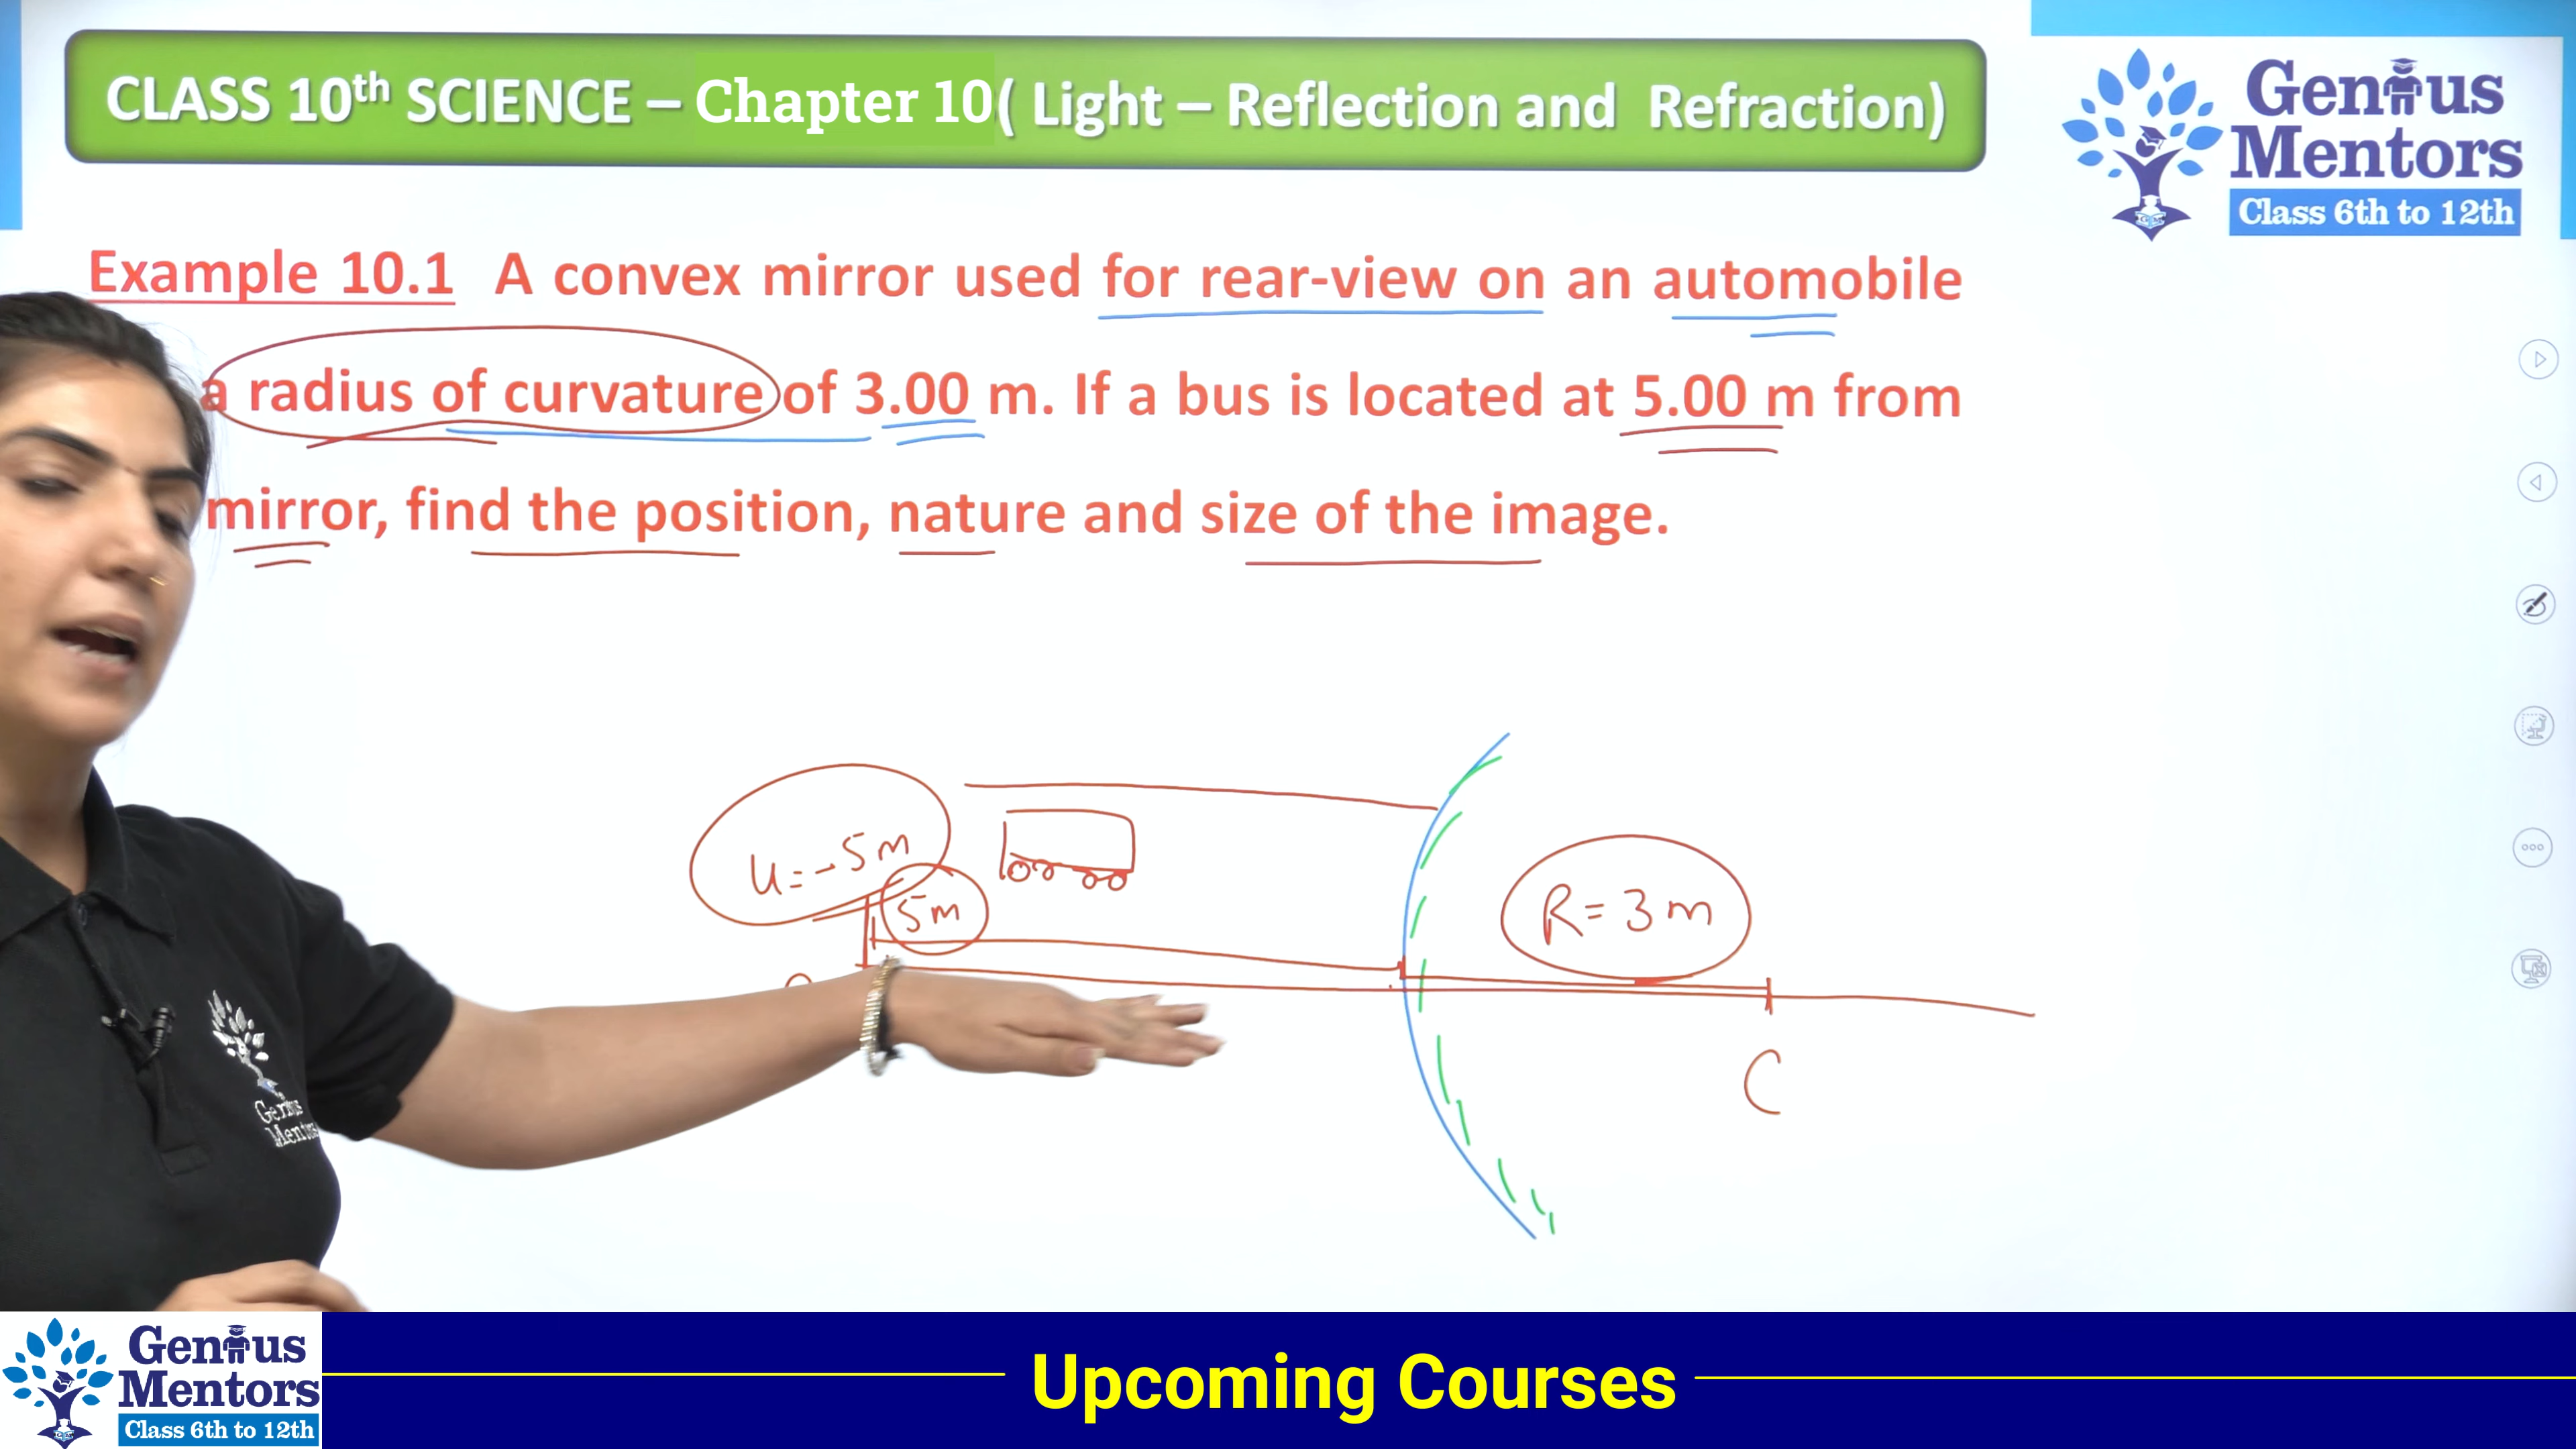 CLASS 10th SCIENCE – Chapter 10( Light – Reflection and Refraction)
Genius
Mentors
Class 6th to 12th
Example 10.1 A convex mirror used for rear-view on an automobile
a radius of curvature of 3.00 m. If a bus is located at 5.00 m from
mirror, find the position, nature and size of the image.
u = -5m
5m
R = 3m
C
Genius
Mentors
Genius
Mentors
Class 6th to 12th
Upcoming Courses